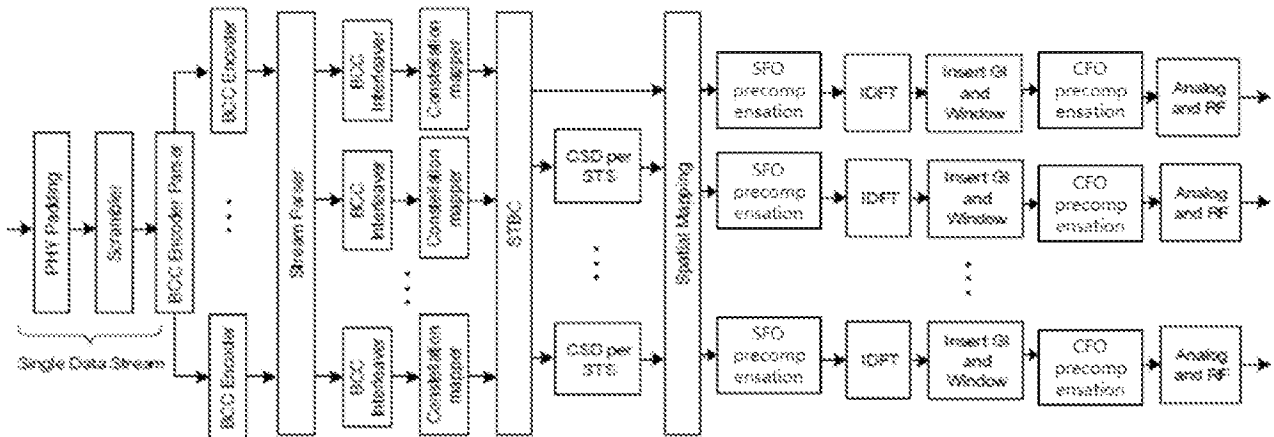 PHY Padding
Scrambler
BCC Encoder Parser
Single Data Stream
BCC Encoder
BCC Encoder
Stream Parser
BCC
Interleaver
BCC
Interleaver
BCC
Interleaver
Constellation
mapper
Constellation
mapper
Constellation
mapper
STBC
CSD per
STS
CSD per
STS
Spatial Mapping
SFO
precomp
ensation
IDFT
Insert GI
and
Window
CFO
precomp
ensation
Analog
and RF
SFO
precomp
ensation
IDFT
Insert GI
and
Window
CFO
precomp
ensation
Analog
and RF
SFO
precomp
ensation
IDFT
Insert GI
and
Window
CFO
precomp
ensation
Analog
and RF